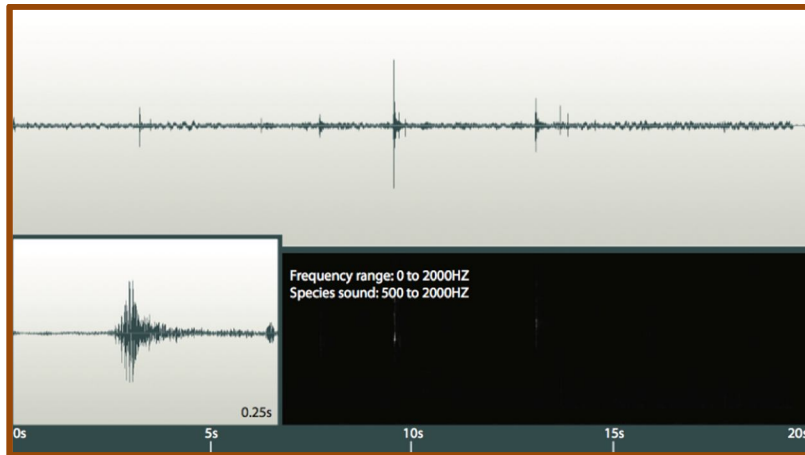 Frequency range: 0 to 2000HZ
Species sound: 500 to 2000HZ
0.25s
0s 5s 10s 15s 20s